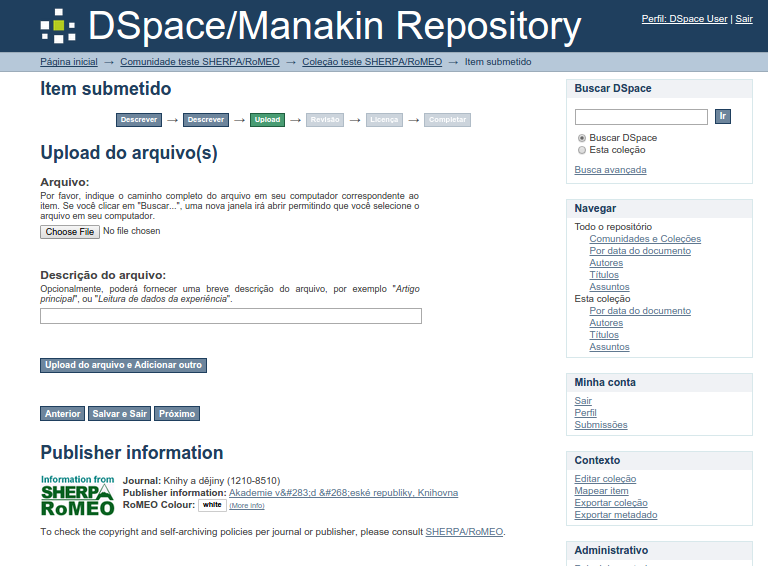 DSpace/Manakin Repository
Perfil: DSpace User | Sair
Página inicial → Comunidade teste SHERPA/RoMEO → Coleção teste SHERPA/RoMEO → Item submetido
Item submetido
Descrever → Descrever → Upload → Revisão → Licença → Completar
Upload do arquivo(s)
Arquivo:
Por favor, indique o caminho completo do arquivo em seu computador correspondente ao
item. Se você clicar em "Buscar...", uma nova janela irá abrir permitindo que você selecione o
arquivo em seu computador.
Choose File No file chosen
Descrição do arquivo:
Opcionalmente, poderá fornecer uma breve descrição do arquivo, por exemplo "Artigo
principal", ou "Leitura de dados da experiência".
Upload do arquivo e Adicionar outro
Anterior Salvar e Sair Próximo
Publisher information
Information from
SHERPA
RoMEO
Journal: Knihy a dějiny (1210-8510)
Publisher information: Akademie v&#283;d &#268;eské republiky, Knihovna
RoMEO Colour: white (More info)
To check the copyright and self-archiving policies per journal or publisher, please consult SHERPA/RoMEO.
Buscar DSpace
Ir
Buscar DSpace
Esta coleção
Busca avançada
Navegar
Todo o repositório
Comunidades e Coleções
Por data do documento
Autores
Títulos
Assuntos
Esta coleção
Por data do documento
Autores
Títulos
Assuntos
Minha conta
Sair
Perfil
Submissões
Contexto
Editar coleção
Mapear item
Exportar coleção
Exportar metadado
Administrativo